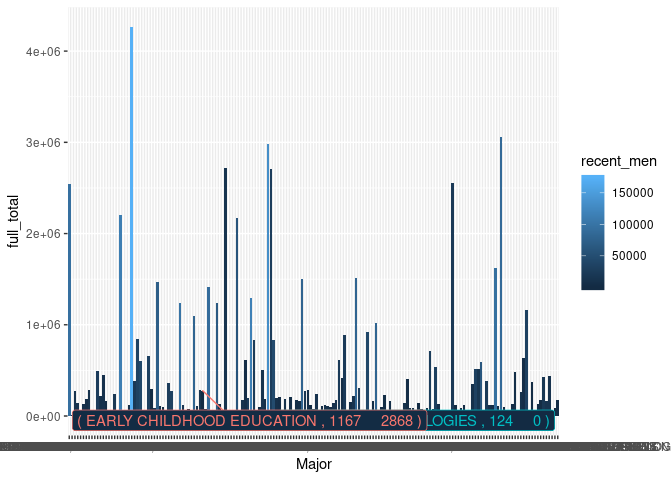 4e+06
3e+06
2e+06
1e+06
0e+00
full_total
recent_men
150000
100000
50000
( EARLY CHILDHOOD EDUCATION , 1167 2868 )
LOGIES , 124 0 )
Major